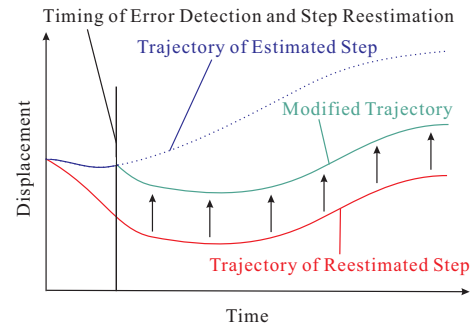 Timing of Error Detection and Step Reestimation
Trajectory of Estimated Step
Modified Trajectory
Displacement
Trajectory of Reestimated Step
Time